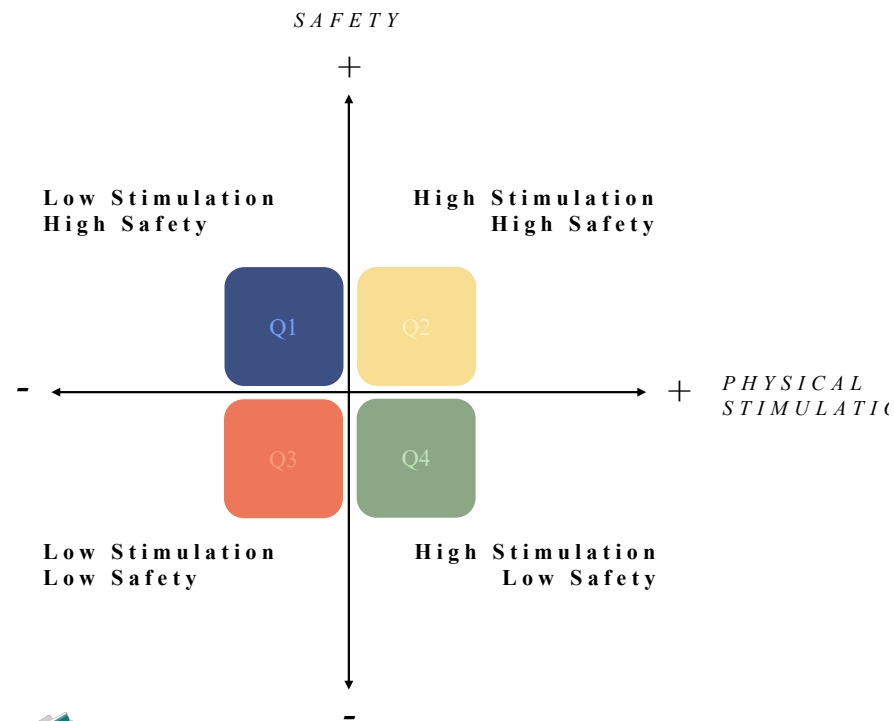 SAFETY
+
Low Stimulation
High Safety
High Stimulation
High Safety
Q1
Q2
-
+
PHYSICAL
STIMULATIO
Q3
Q4
Low Stimulation
Low Safety
High Stimulation
Low Safety
-